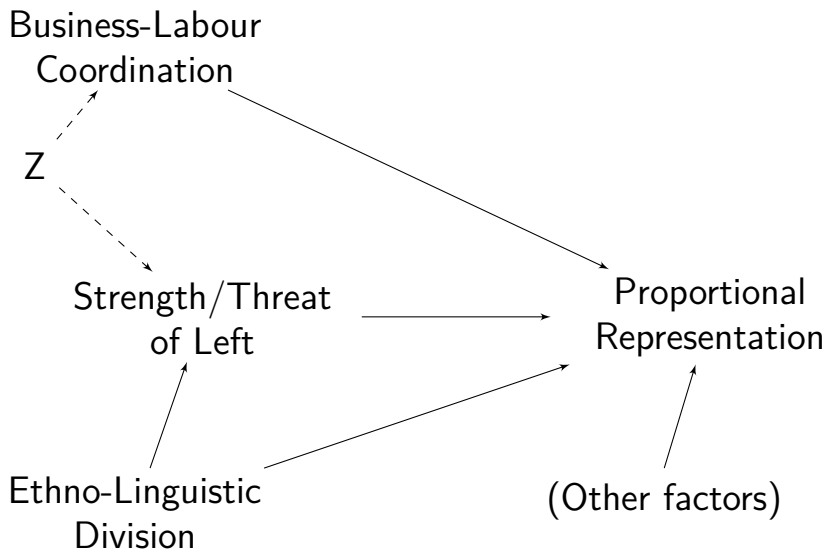 Business-Labour
Coordination
Z
Strength/Threat
of Left
Proportional
Representation
Ethno-Linguistic
Division
(Other factors)